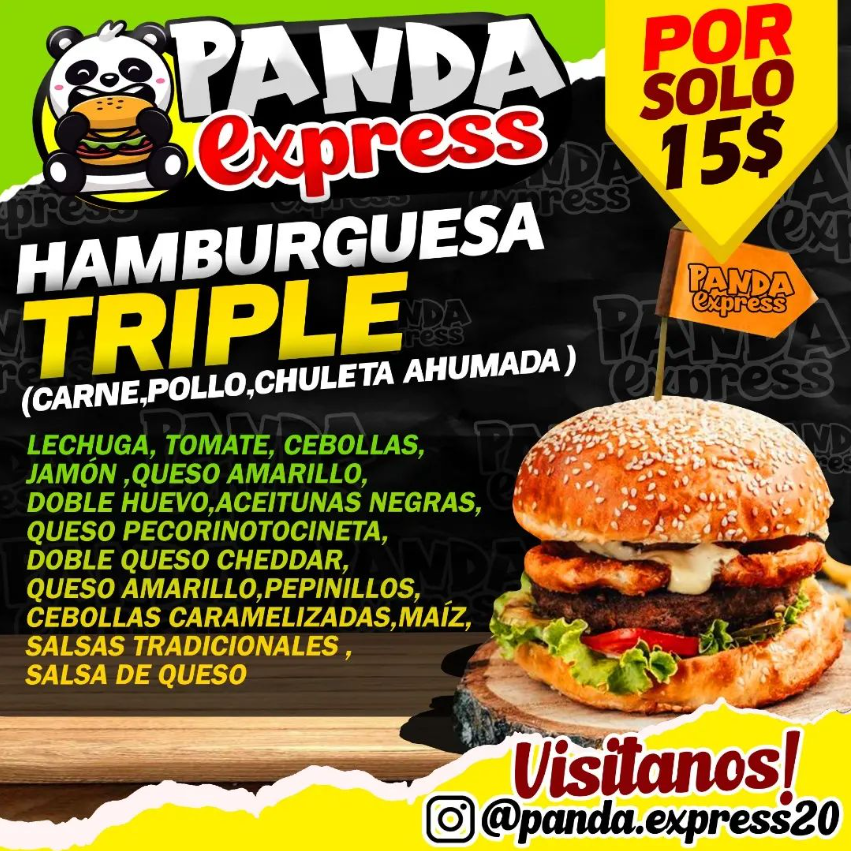 PANDA
express
POR
SOLO
15$
HAMBURGUESA
TRIPLE
(CARNE,POLLO,CHULETA AHUMADA)
PANDA
express
LECHUGA, TOMATE, CEBOLLAS,
JAMÓN ,QUESO AMARILLO,
DOBLE HUEVO,ACEITUNAS NEGRAS,
QUESO PECORINOTOCINETA,
DOBLE QUESO CHEDDAR,
QUESO AMARILLO,PEPINILLOS,
CEBOLLAS CARAMELIZADAS,MAÍZ,
SALSAS TRADICIONALES ,
SALSA DE QUESO
Visitanos!
@panda.express20